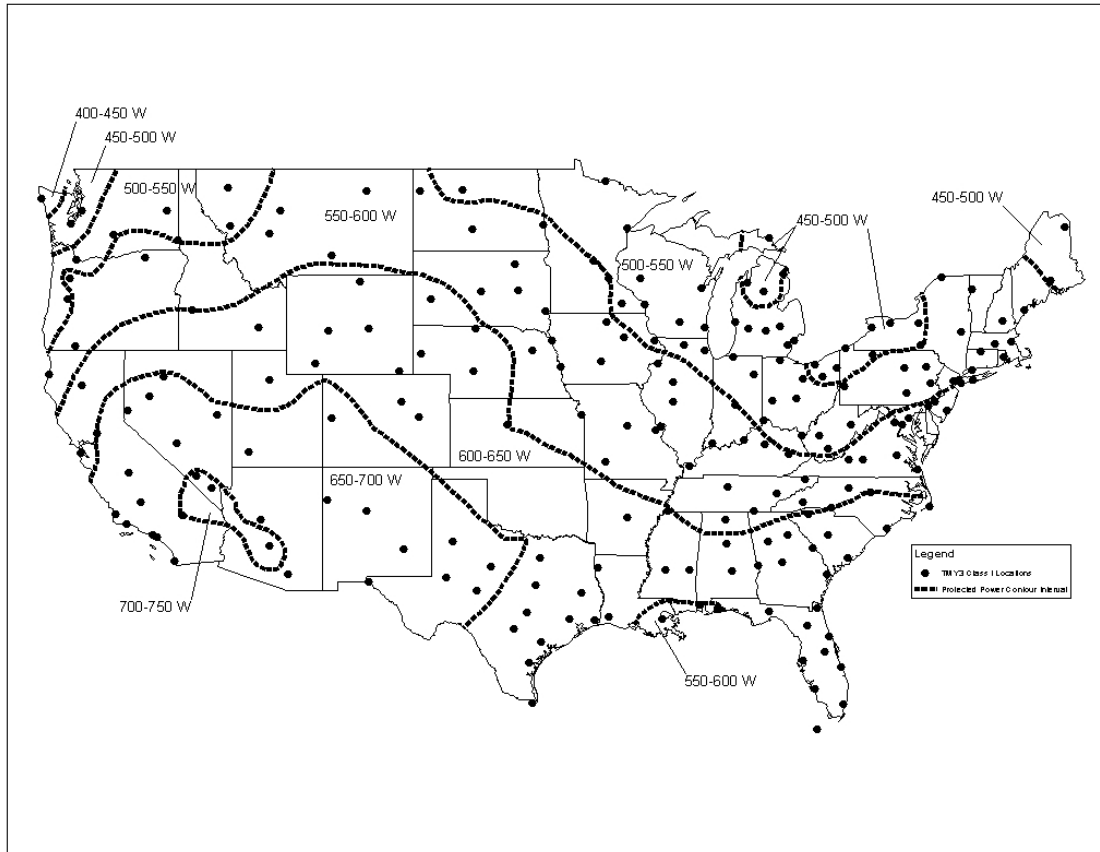 400-450 W
450-500 W
500-550 W
550-600 W
450-500 W
450-500 W
500-550 W
600-650 W
650-700 W
700-750 W
550-600 W
Legend
TMY3 Class I Locations
Protected Power Contour Interval